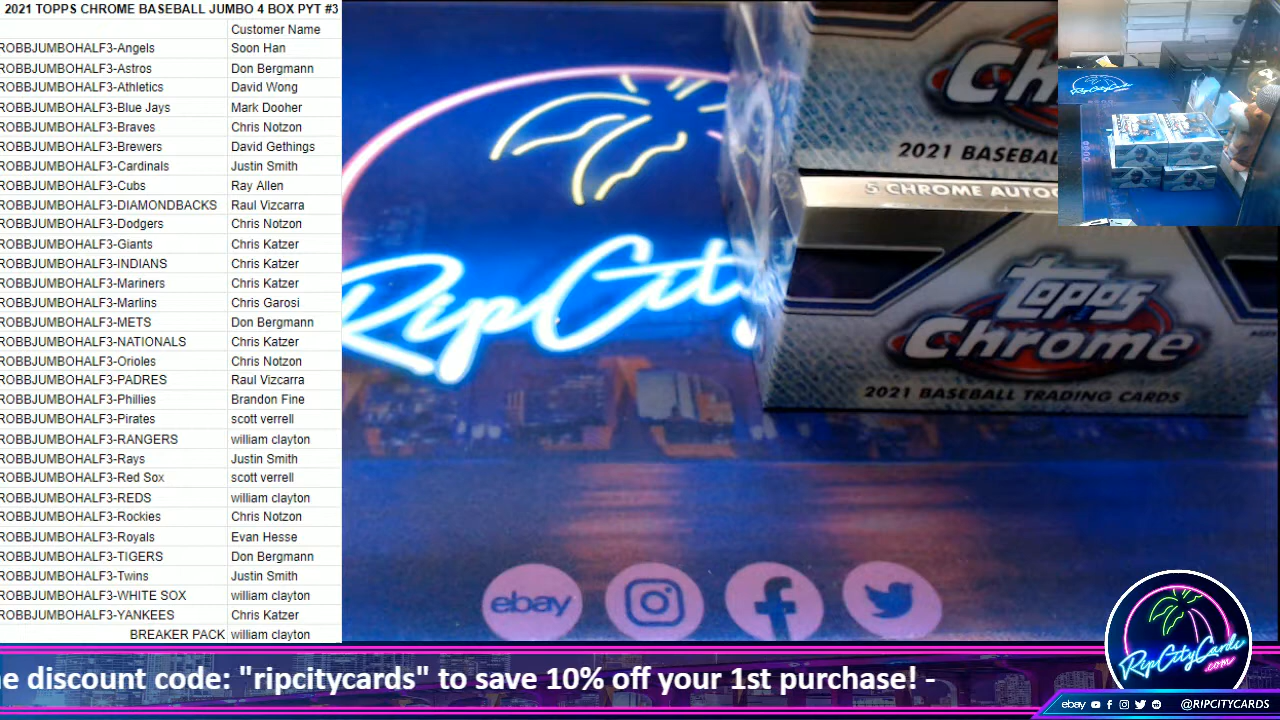 2021 TOPPS CHROME BASEBALL JUMBO 4 BOX PYT #3
Customer Name
ROBBJUMBOHALF3-Angels Soon Han
ROBBJUMBOHALF3-Astros Don Bergmann
ROBBJUMBOHALF3-Athletics David Wong
ROBBJUMBOHALF3-Blue Jays Mark Dooher
ROBBJUMBOHALF3-Braves Chris Notzon
ROBBJUMBOHALF3-Brewers David Gethings
ROBBJUMBOHALF3-Cardinals Justin Smith
ROBBJUMBOHALF3-Cubs Ray Allen
ROBBJUMBOHALF3-DIAMONDBACKS Raul Vizcarra
ROBBJUMBOHALF3-Dodgers Chris Notzon
ROBBJUMBOHALF3-Giants Chris Katzer
ROBBJUMBOHALF3-INDIANS Chris Katzer
ROBBJUMBOHALF3-Mariners Chris Katzer
ROBBJUMBOHALF3-Marlins Chris Garosi
ROBBJUMBOHALF3-METS Don Bergmann
ROBBJUMBOHALF3-NATIONALS Chris Katzer
ROBBJUMBOHALF3-Orioles Chris Notzon
ROBBJUMBOHALF3-PADRES Raul Vizcarra
ROBBJUMBOHALF3-Phillies Brandon Fine
ROBBJUMBOHALF3-Pirates scott verrell
ROBBJUMBOHALF3-RANGERS william clayton
ROBBJUMBOHALF3-Rays Justin Smith
ROBBJUMBOHALF3-Red Sox scott verrell
ROBBJUMBOHALF3-REDS william clayton
ROBBJUMBOHALF3-Rockies Chris Notzon
ROBBJUMBOHALF3-Royals Evan Hesse
ROBBJUMBOHALF3-TIGERS Don Bergmann
ROBBJUMBOHALF3-Twins Justin Smith
ROBBJUMBOHALF3-WHITE SOX william clayton
ROBBJUMBOHALF3-YANKEES Chris Katzer
BREAKER PACK william clayton
Ch
2021 BASEBAL
5 CHROME AUTOG
Topps
Chrome
2021 BASEBALL TRADING CARDS
RipCity
RipCity
ebay
RipCityCards
.com
e discount code: "ripcitycards" to save 10% off your 1st purchase! -
ebay @RIPCITYCARDS